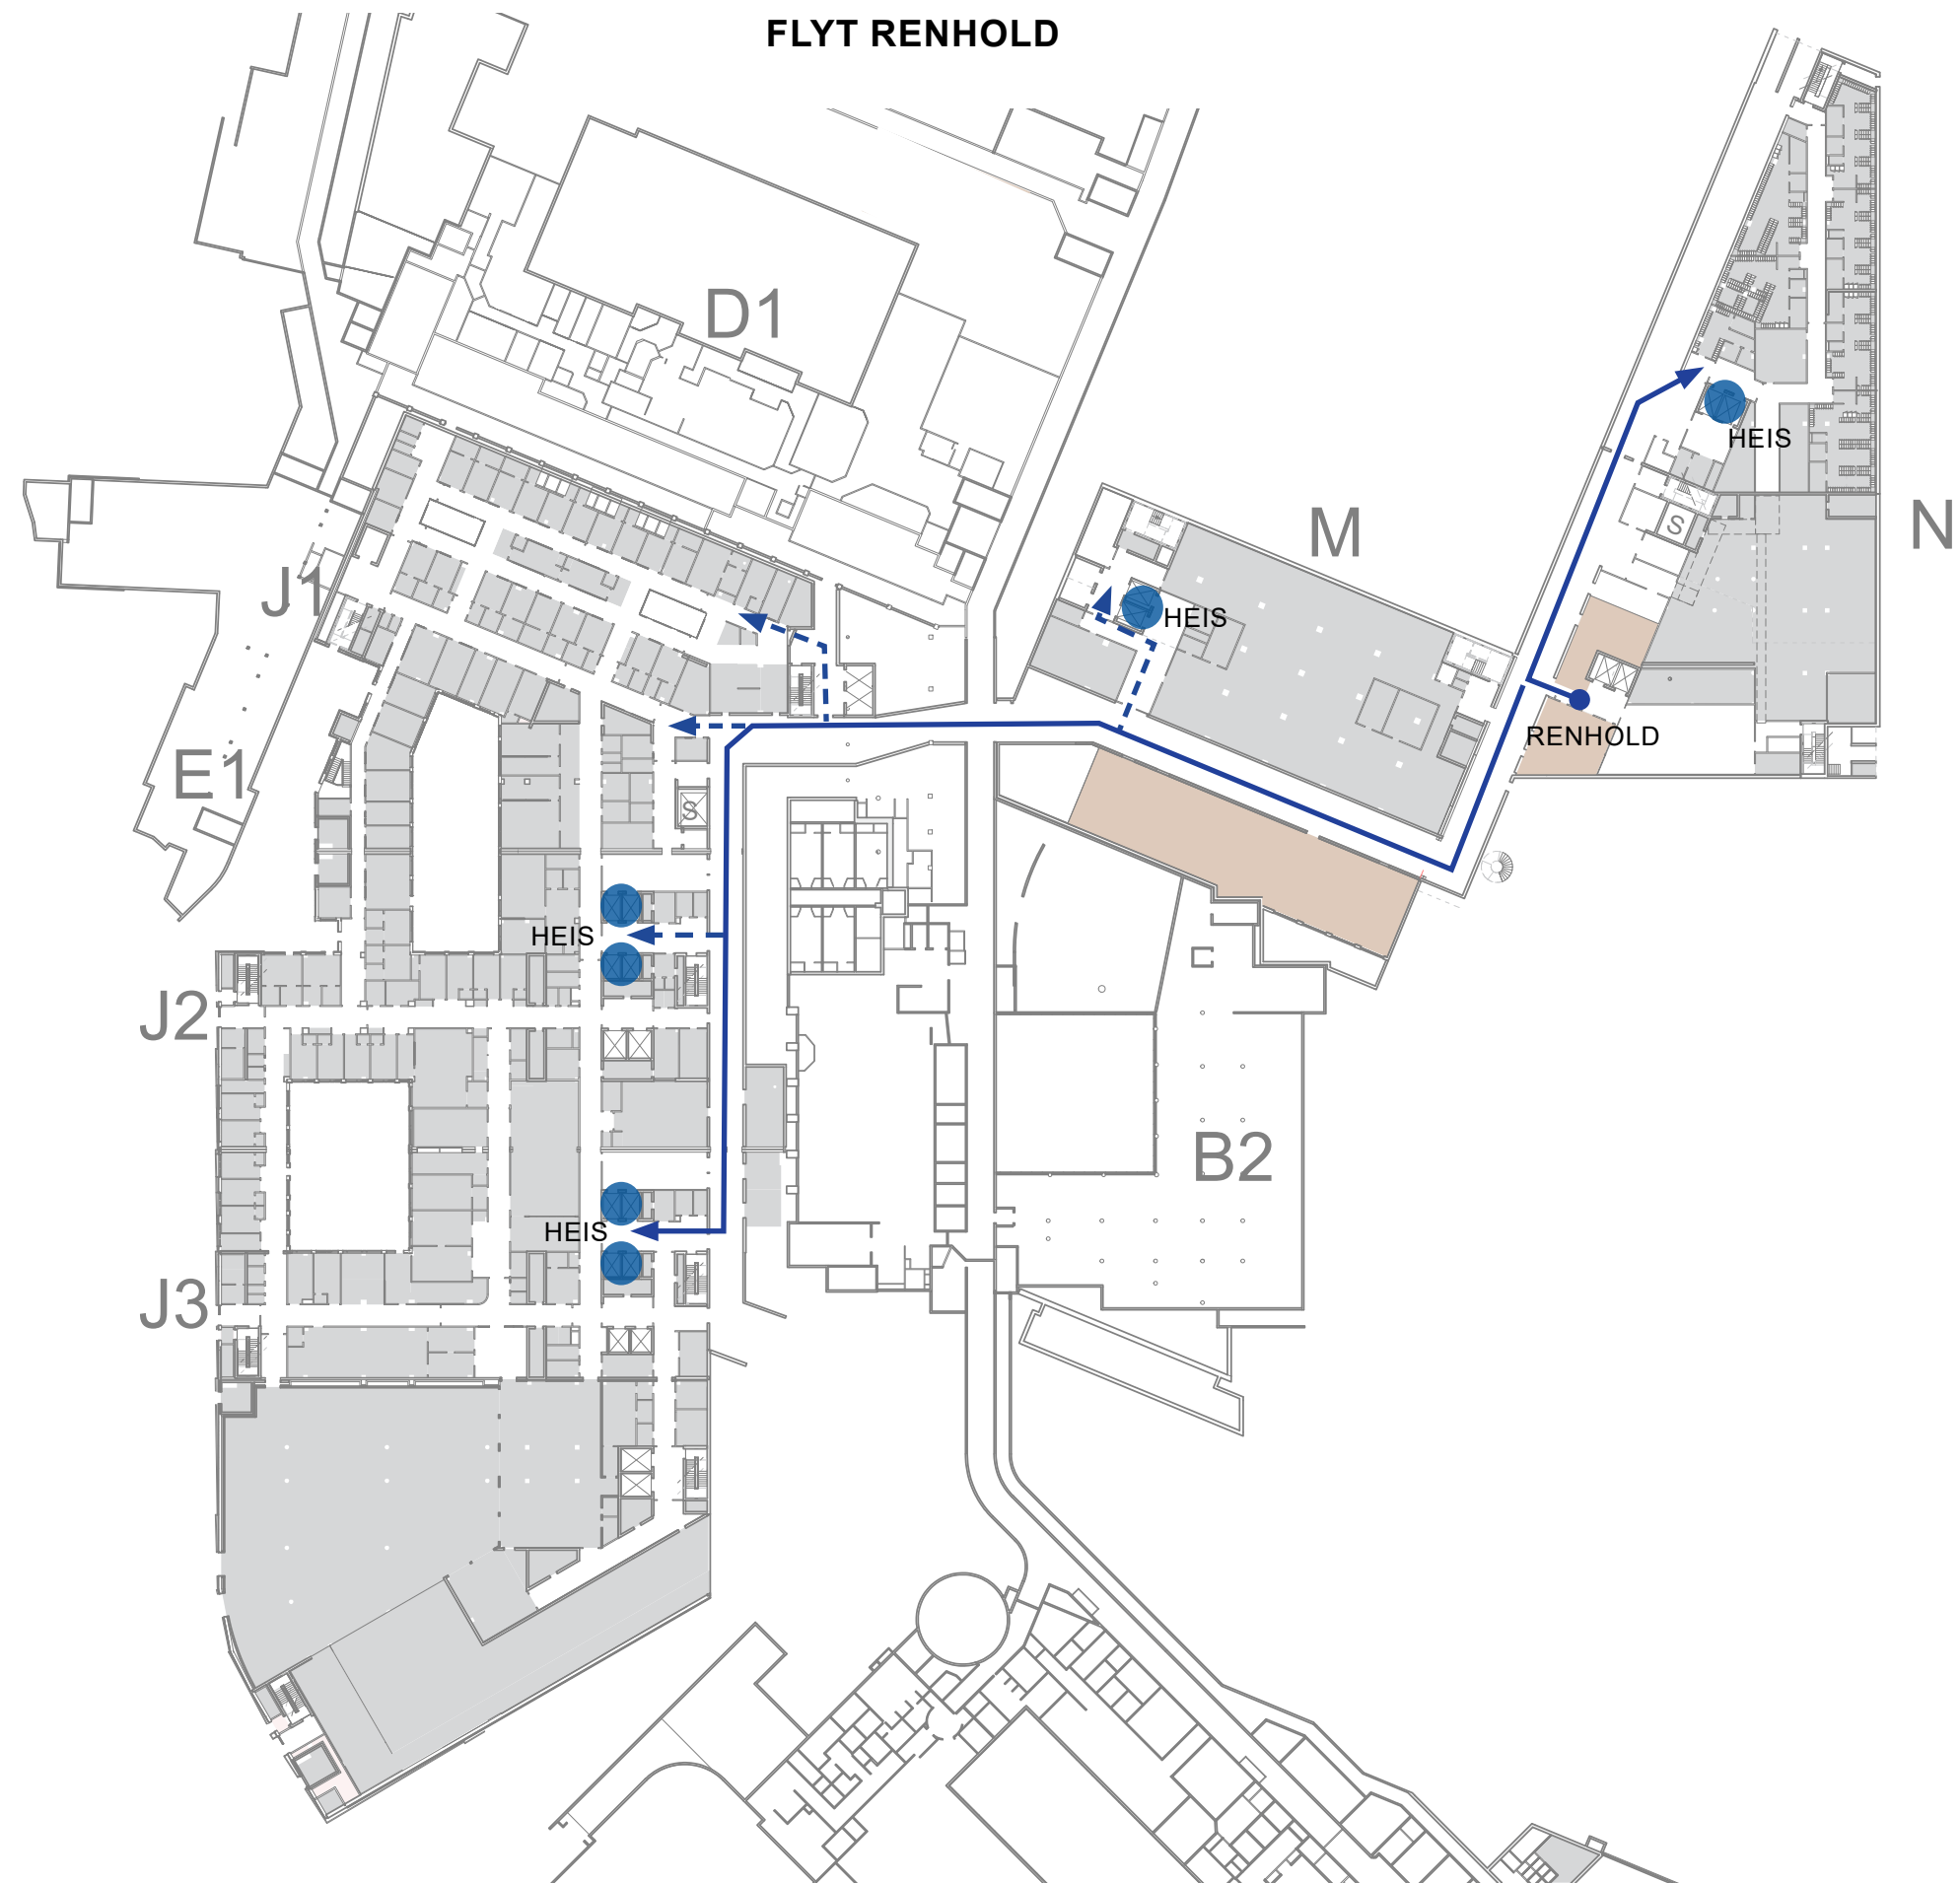 FLYT RENHOLD
D1
HEIS
M
N
S
J1
HEIS
RENHOLD
E1
S
HEIS
J2
B2
HEIS
J3